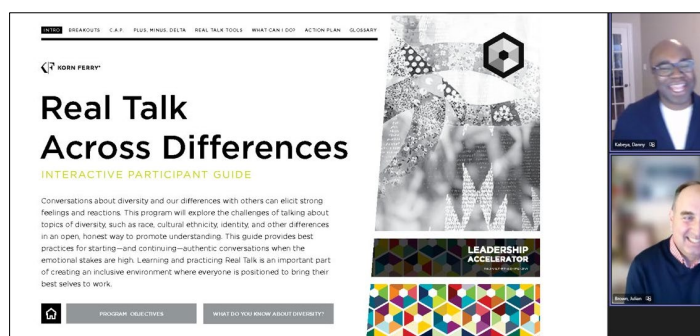 INTRO BREAKOUTS C.A.F. PLUS, MINUS, DELTA REAL TALK TOOLS WHAT CAN I DO? ACTION PLAN GLOSSARY
KORN FERRY
Real Talk
Across Differences
INTERACTIVE PARTICIPANT GUIDE
Conversations about diversity and our differences with others can elicit strong
feelings and reactions. This program will explore the challenges of talking about
topics of diversity, such as race, cultural ethnicity, identity, and other differences
in an open, honest way to promote understanding. This guide provides best
practices for starting—and continuing—authentic conversations when the
emotional stakes are high. Learning and practicing Real Talk is an important part
of creating an inclusive environment where everyone is positioned to bring their
best selves to work.
PROGRAM OBJECTIVES
WHAT DO YOU KNOW ABOUT DIVERSITY?
LEADERSHIP
ACCELERATOR
Danny
Julian